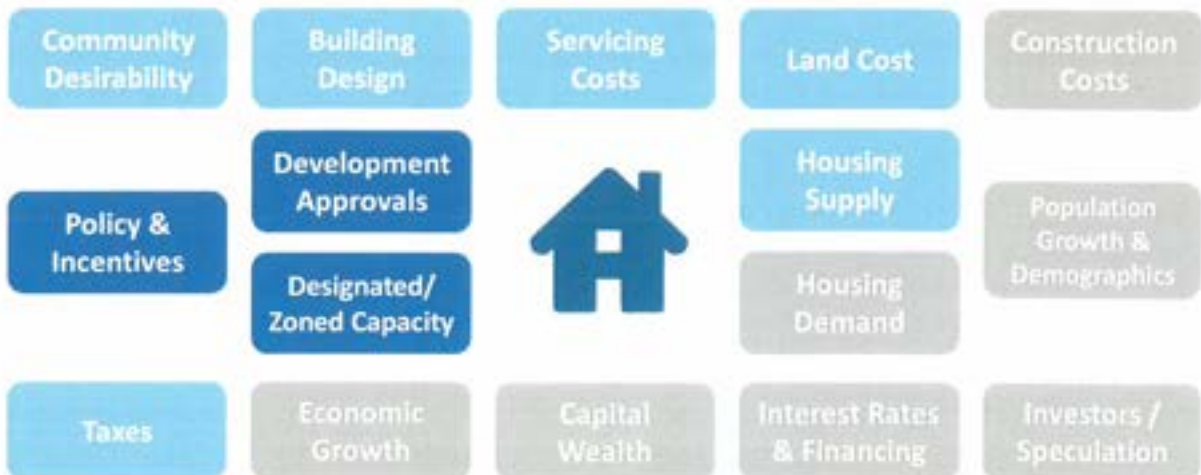 Community
Desirability
Building
Design
Servicing
Costs
Land Cost
Construction
Costs
Policy &
Incentives
Development
Approvals
Designated/
Zoned Capacity
Housing
Supply
Housing
Demand
Population
Growth &
Demographics
Taxes
Economic
Growth
Capital
Wealth
Interest Rates
& Financing
Investors /
Speculation